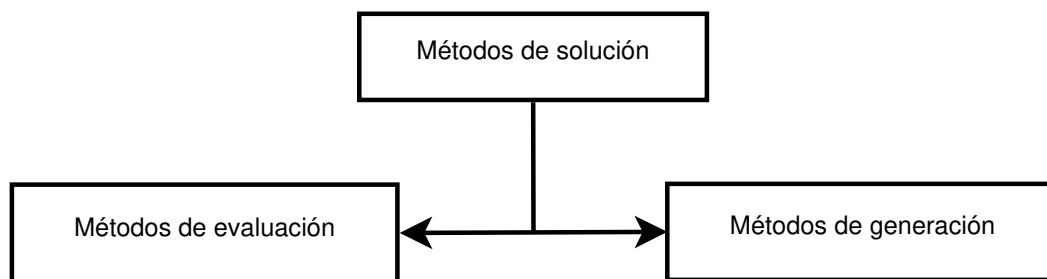 Métodos de solución
Métodos de evaluación
Métodos de generación